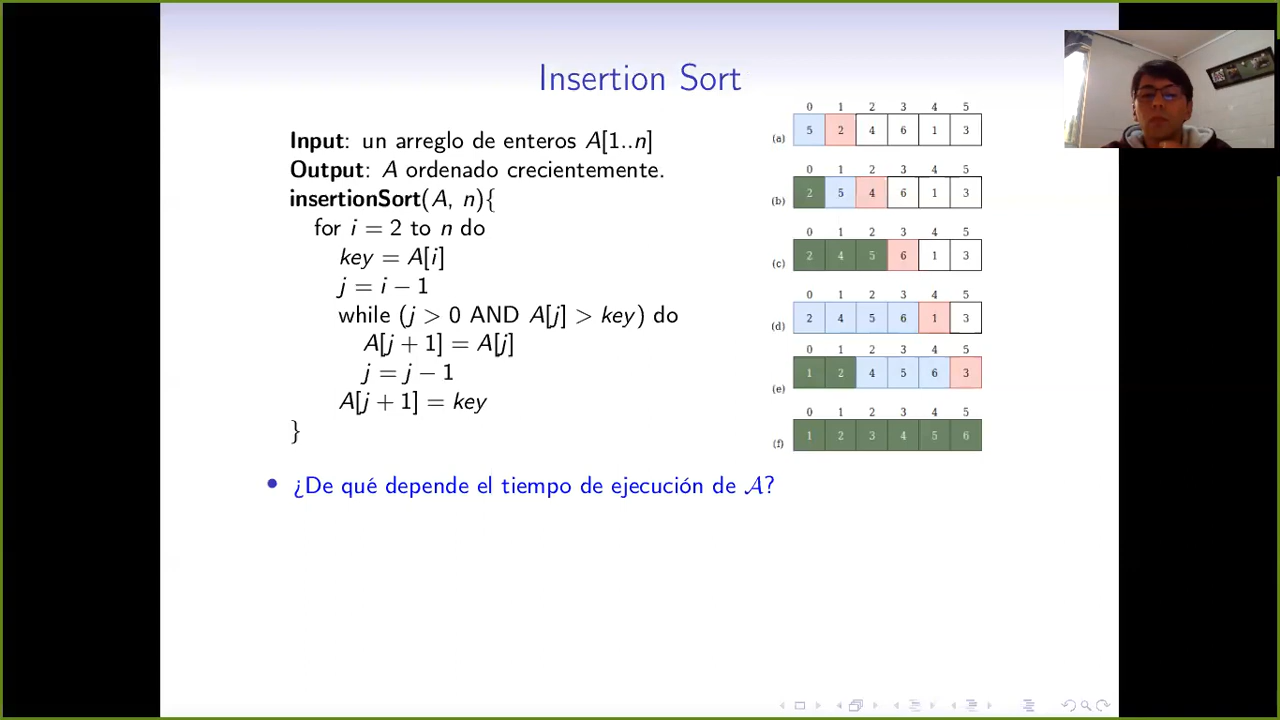 Insertion Sort
Input: un arreglo de enteros A[1..n]
Output: A ordenado crecientemente.
insertionSort(A, n){
for i = 2 to n do
key = A[i]
j = i − 1
while (j > 0 AND A[j] > key) do
A[j + 1] = A[j]
j = j − 1
A[j + 1] = key
}
0 1 2 3 4 5
(a) 5 2 4 6 1 3
0 1 2 3 4 5
(b) 2 5 4 6 1 3
0 1 2 3 4 5
(c) 2 4 5 6 1 3
0 1 2 3 4 5
(d) 2 4 5 6 1 3
0 1 2 3 4 5
(e) 1 2 4 5 6 3
0 1 2 3 4 5
(f) 1 2 3 4 5 6
• ¿De qué depende el tiempo de ejecución de 𝒜?